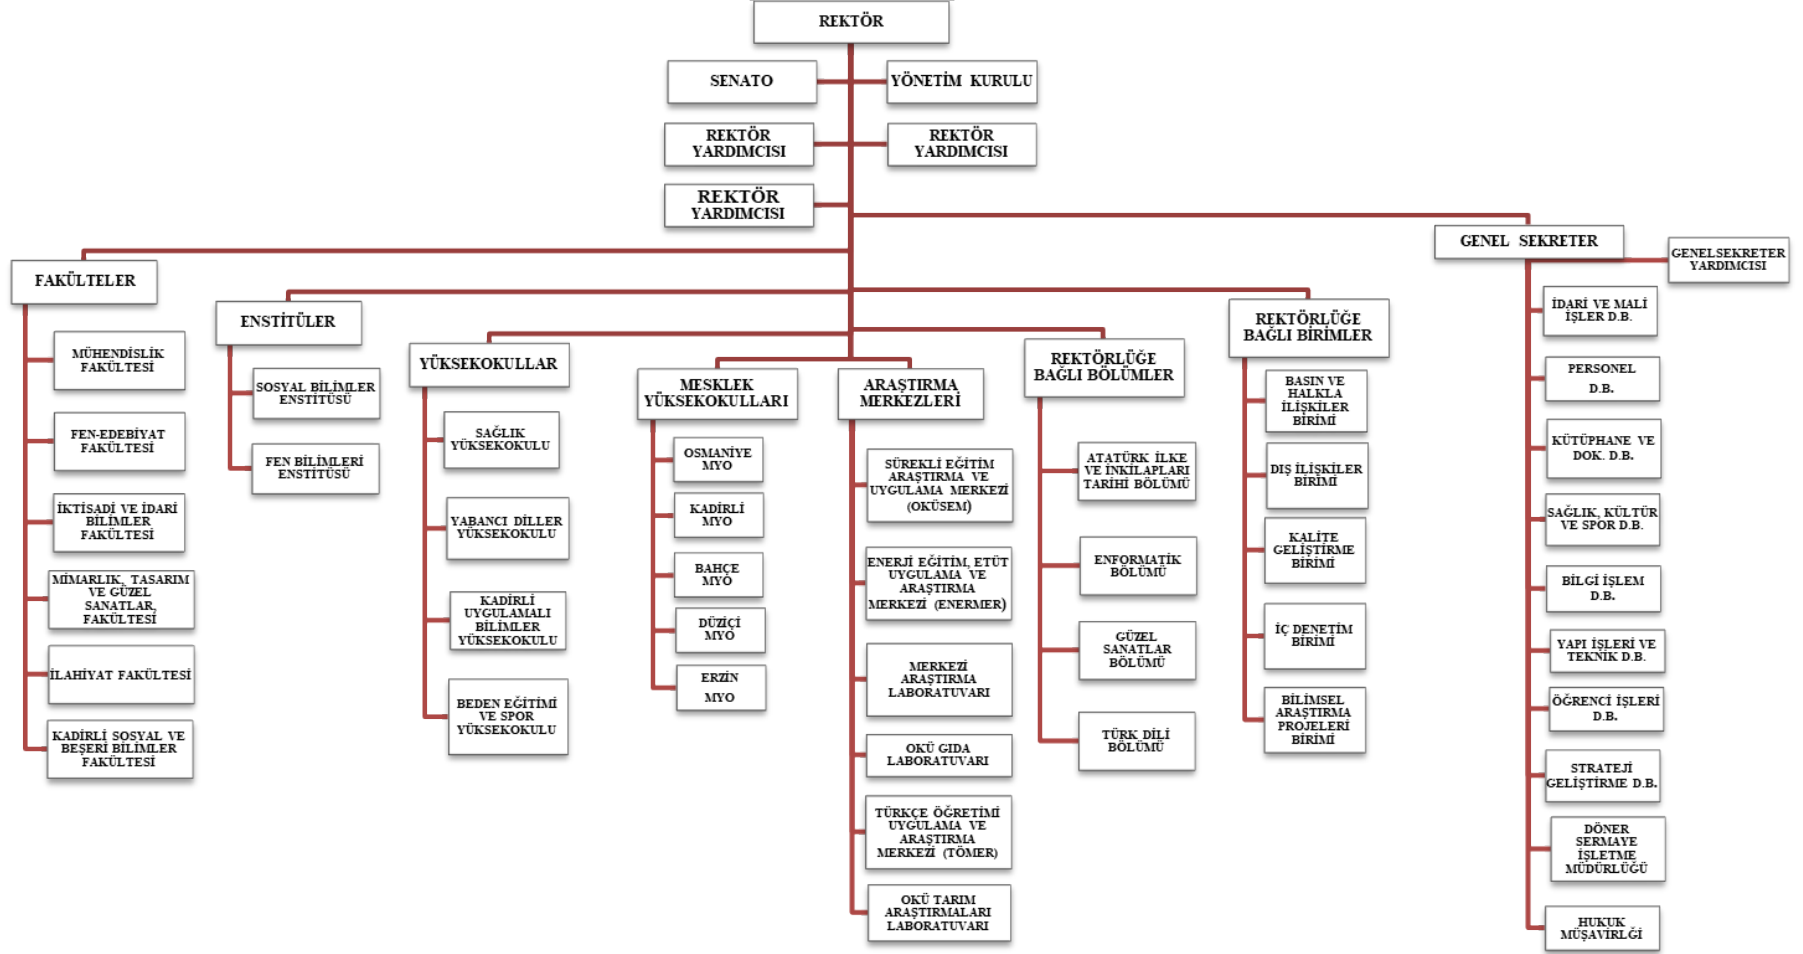 REKTÖR
SENATO
YÖNETİM KURULU
REKTÖR
YARDIMCISI
REKTÖR
YARDIMCISI
REKTÖR
YARDIMCISI
GENEL SEKRETER
GENELSEKRETER
YARDIMCISI
FAKÜLTELER
MÜHENDİSLİK
FAKÜLTESİ
FEN-EDEBİYAT
FAKÜLTESİ
İKTİSADİ VE İDARİ
BİLİMLER
FAKÜLTESİ
MİMARLIK, TASARIM
VE GÜZEL
SANATLAR,
FAKÜLTESİ
İLAHİYAT FAKÜLTESİ
KADİRLİ SOSYAL VE
BEŞERİ BİLİMLER
FAKÜLTESİ
ENSTİTÜLER
SOSYAL BİLİMLER
ENSTİTÜSÜ
FEN BİLİMLERİ
ENSTİTÜSÜ
YÜKSEKOKULLAR
SAĞLIK
YÜKSEKOKULU
YABANCI DİLLER
YÜKSEKOKULU
KADİRLİ
UYGULAMALI
BİLİMLER
YÜKSEKOKULU
BEDEN EĞİTİMİ
VE SPOR
YÜKSEKOKULU
MESKLEK
YÜKSEKOKULLARI
OSMANİYE
MYO
KADİRLİ
MYO
BAHÇE
MYO
DÜZİÇİ
MYO
ERZİN
MYO
ARAŞTIRMA
MERKEZLERİ
SÜREKLİ EĞİTİM
ARAŞTIRMA VE
UYGULAMA MERKEZİ
(OKÜSEM)
ENERJİ EĞİTİM, ETÜT
UYGULAMA VE
ARAŞTIRMA
MERKEZİ (ENERMER)
MERKEZİ
ARAŞTIRMA
LABORATUVARI
OKÜ GIDA
LABORATUVARI
TÜRKÇE ÖĞRETİMİ
UYGULAMA VE
ARAŞTIRMA
MERKEZİ (TÖMER)
OKÜ TARIM
ARAŞTIRMALARI
LABORATUVARI
REKTÖRLÜĞE
BAĞLI BÖLÜMLER
ATATÜRK İLKE
VE İNKILAPLARI
TARİHİ BÖLÜMÜ
ENFORMATİK
BÖLÜMÜ
GÜZEL
SANATLAR
BÖLÜMÜ
TÜRK DİLİ
BÖLÜMÜ
REKTÖRLÜĞE
BAĞLI BİRİMLER
BASIN VE
HALKLA
İLİŞKİLER
BİRİMİ
DIŞ İLİŞKİLER
BİRİMİ
KALİTE
GELİŞTİRME
BİRİMİ
İÇ DENETİM
BİRİMİ
BİLİMSEL
ARAŞTIRMA
PROJELERİ
BİRİMİ
İDARİ VE MALİ
İŞLER D.B.
PERSONEL
D.B.
KÜTÜPHANE VE
DOK. D.B.
SAĞLIK, KÜLTÜR
VE SPOR D.B.
BİLGİ İŞLEM
D.B.
YAPI İŞLERİ VE
TEKNİK D.B.
ÖĞRENCİ İŞLERİ
D.B.
STRATEJİ
GELİŞTİRME D.B.
DÖNER
SERMAYE
İŞLETME
MÜDÜRLÜĞÜ
HUKUK
MÜŞAVİRLĞİ